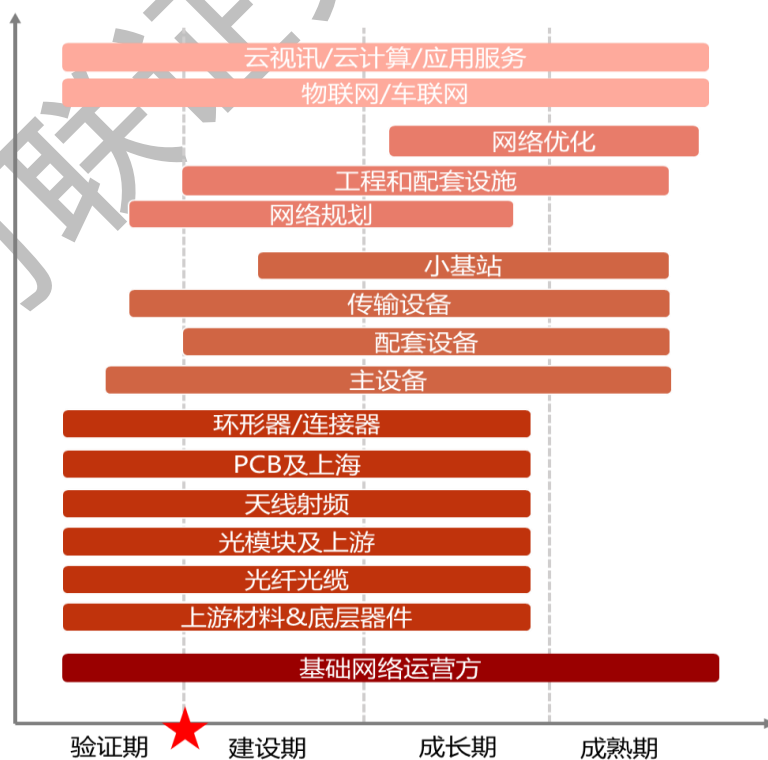 云视讯/云计算/应用服务
物联网/车联网
网络优化
工程和配套设施
网络规划
小基站
传输设备
配套设备
主设备
环形器/连接器
PCB及上海
天线射频
光模块及上游
光纤光缆
上游材料&底层器件
基础网络运营方
验证期 建设期 成长期 成熟期